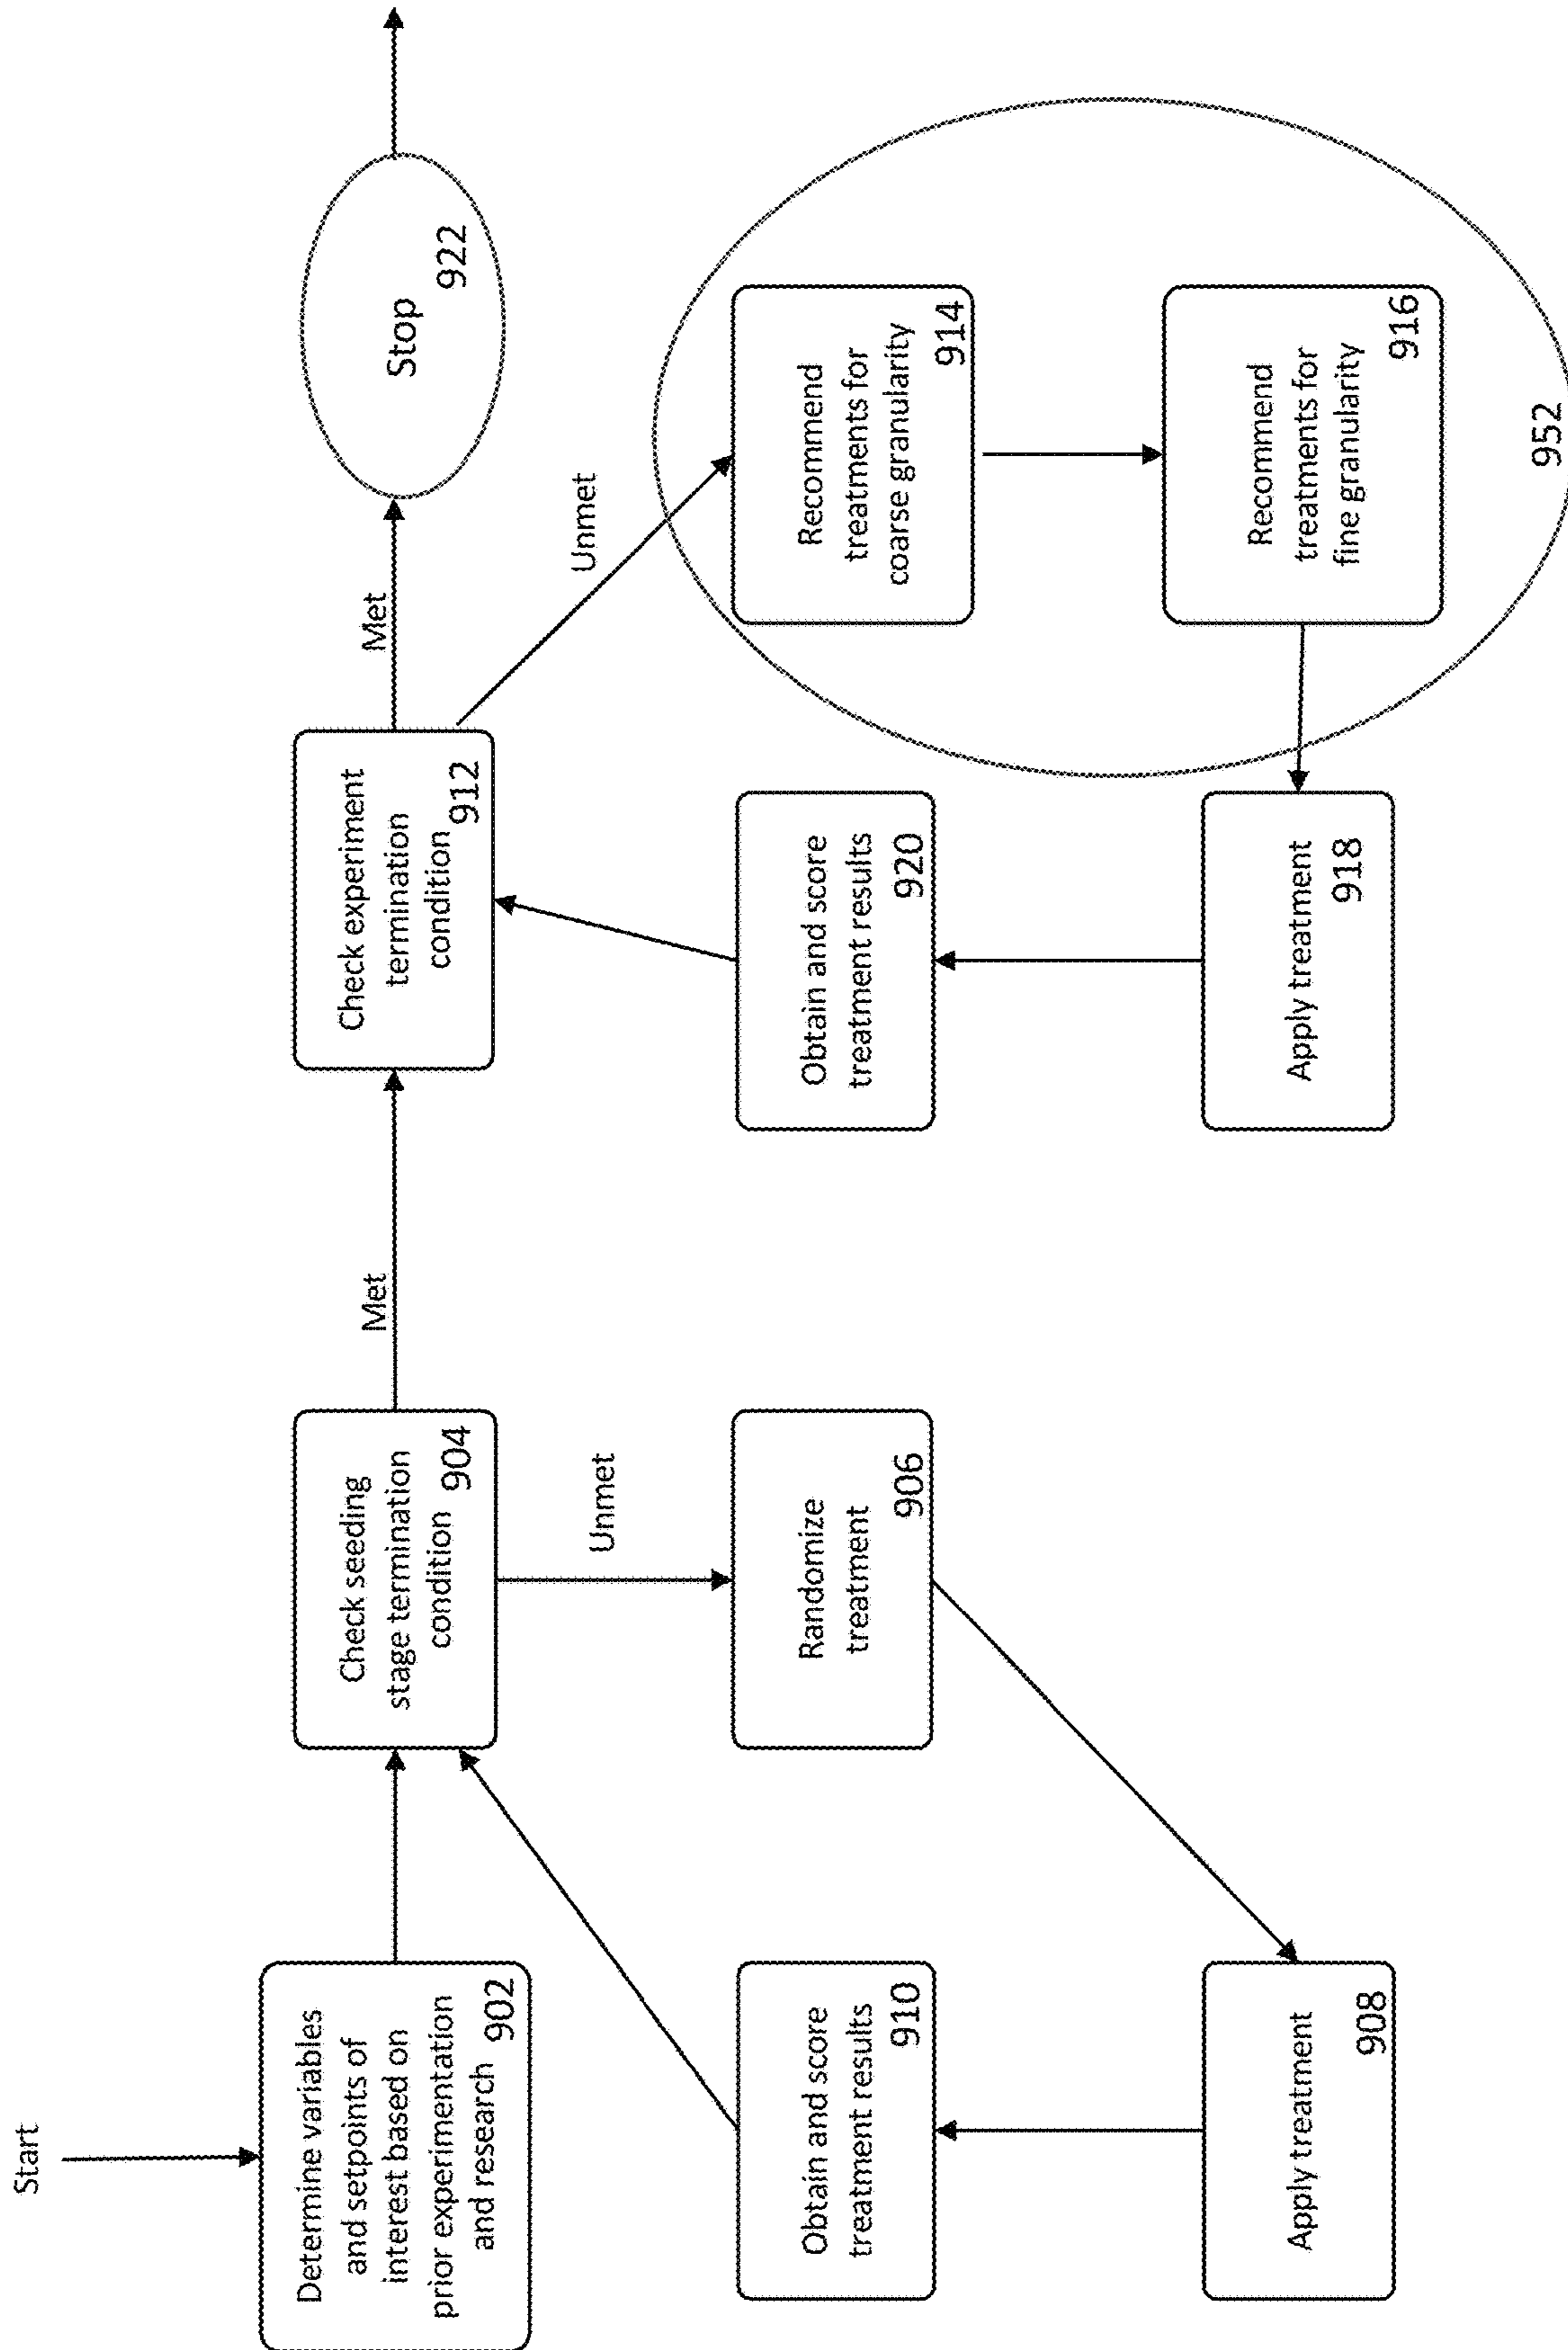 Start
Determine variables
and setpoints of
interest based on
prior experimentation
and research 902
Check seeding
stage termination
condition 904
Met
Unmet
Randomize
treatment
906
Apply treatment
908
Obtain and score
treatment results
910
Check experiment
termination
condition 912
Met
Stop
922
Unmet
Recommend
treatments for
coarse granularity
914
Recommend
treatments for
fine granularity
916
952
Apply treatment
918
Obtain and score
treatment results
920